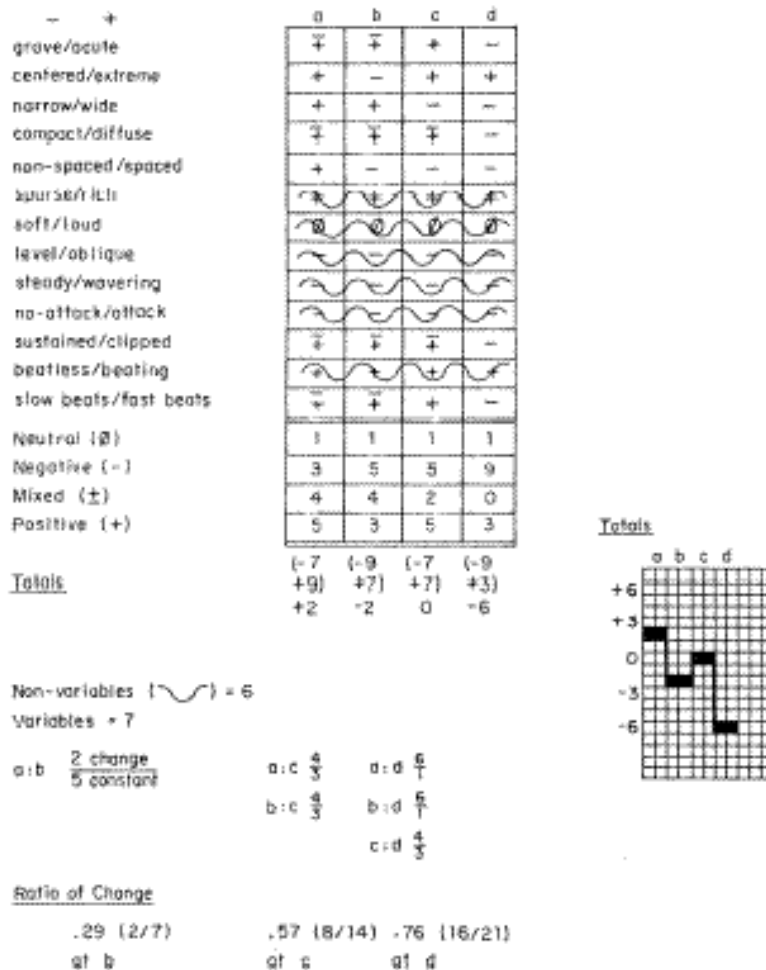 − +
a b c d
grave/acute ∓ ∓ + −
centered/extreme + − + +
narrow/wide + + − −
compact/diffuse ∓ ∓ ∓ −
non-spaced/spaced + − − −
sparse/rich + + + +
soft/loud Ø Ø Ø Ø
level/oblique − − − −
steady/wavering − − − −
no-attack/attack − − − −
sustained/clipped ∓ ∓ ∓ −
beatless/beating + + + +
slow beats/fast beats ∓ ∓ + −
Neutral (Ø) 1 1 1 1
Negative (−) 3 5 5 9
Mixed (±) 4 4 2 0
Positive (+) 5 3 5 3
Totals
(-7 (-9 (-7 (-9
+9) +7) +7) +3)
+2 -2 0 -6
Totals
a b c d
+6
+3
0
-3
-6
Non-variables ( ) = 6
Variables = 7
a:b 2 change
5 constant
a:c 4/3 a:d 6/1
b:c 4/3 b:d 6/1
c:d 4/3
Ratio of Change
.29 (2/7) .57 (8/14) .76 (16/21)
at b at c at d